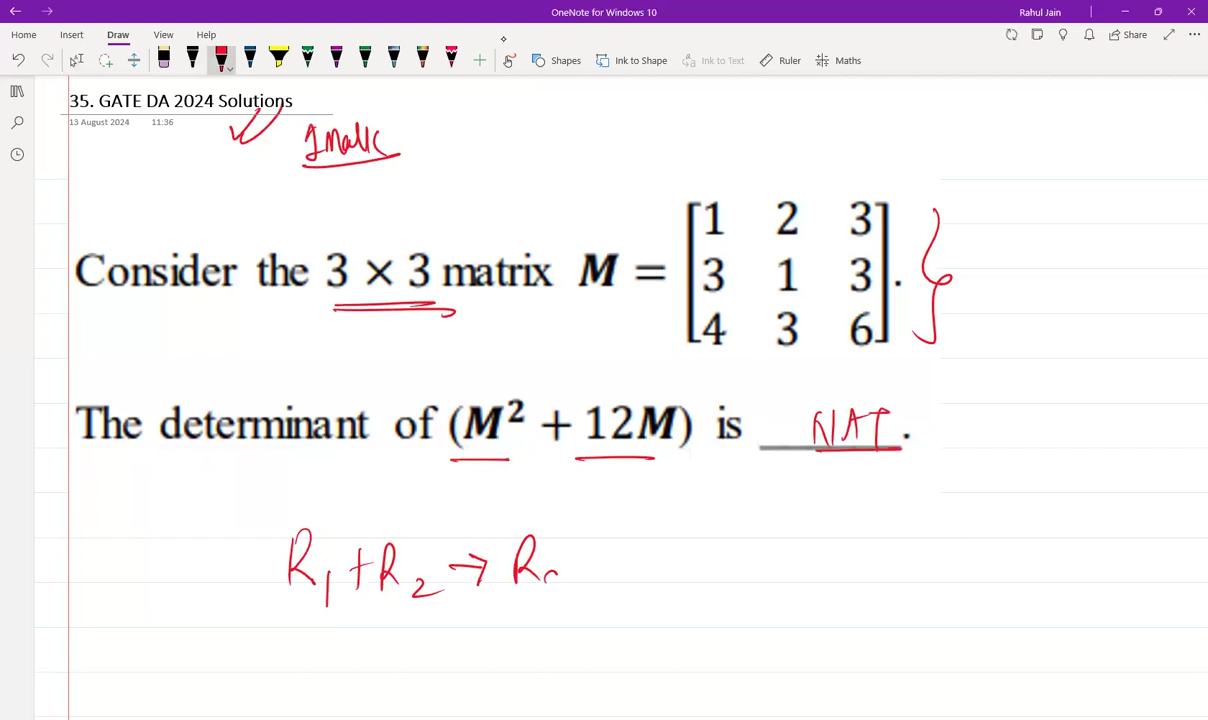 OneNote for Windows 10
Rahul Jain
Home Insert Draw View Help
Share
Shapes Ink to Shape Ink to Text Ruler Maths
35. GATE DA 2024 Solutions
13 August 2024 11:36
1 Mark
Consider the 3 × 3 matrix M = [1 2 3
3 1 3
4 3 6].
The determinant of (M² + 12M) is NAT.
R₁ + R₂ → R